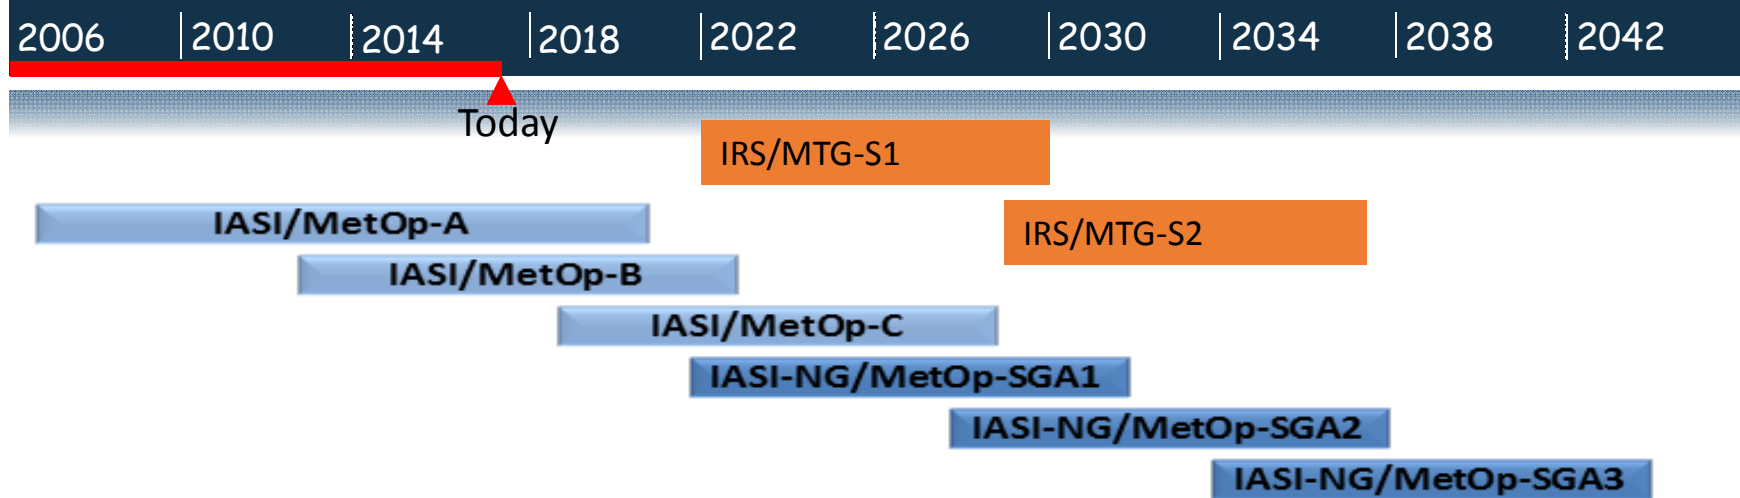 2006 2010 2014 2018 2022 2026 2030 2034 2038 2042
Today
IRS/MTG-S1
IASI/MetOp-A
IRS/MTG-S2
IASI/MetOp-B
IASI/MetOp-C
IASI-NG/MetOp-SGA1
IASI-NG/MetOp-SGA2
IASI-NG/MetOp-SGA3